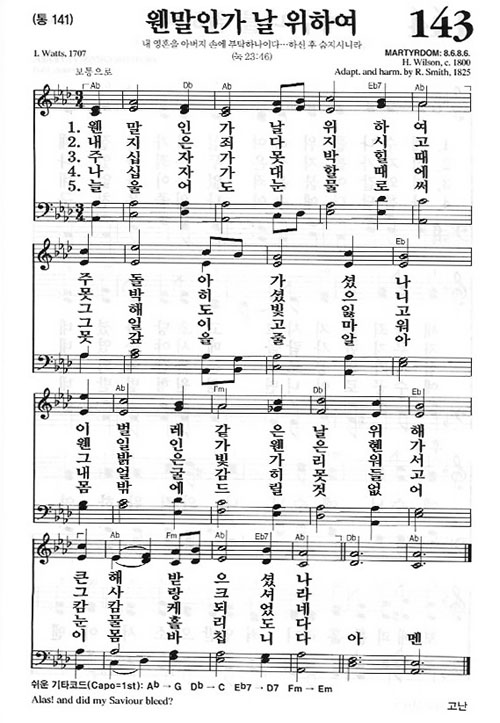 (통 141)
웬말인가 날 위하여
143
내 영혼을 아버지 손에 부탁하나이다…하신 후 숨지시니라
(눅 23:46)
I. Watts, 1707
MARTYRDOM: 8.6.8.6.
H. Wilson, c. 1800
Adapt. and harm. by R. Smith, 1825
보통으로
Ab Db Ab Eb7 Ab
1. 웬 말 인 가 날 위 하 여
2. 내 지 은 죄 다 지 시 고
3. 주 십 자 가 못 박 힐 때
4. 나 십 자 가 대 할 때 에
5. 늘 울 어 도 눈 물 로 써
Eb
주 돌 아 가 셨 나
못 박 히 셨 으 니
그 해 도 빛 잃 고
그 일 이 고 마 워
못 갚 을 줄 알 아
Ab Fm Db Eb
이 벌 레 같 은 날 위 해
웬 일 인 가 웬 은 혠 가
그 밝 은 빛 가 리 워 서
내 얼 굴 감 히 못 들 고
몸 밖 에 드 릴 것 없 어
Ab Fm Ab Eb7 Ab Db Ab
큰 해 받 으 셨 나
그 사 랑 크 셔 라
캄 캄 케 되 었 네
눈 물 흘 리 도 다
이 몸 바 칩 니 다 아 멘
쉬운 기타코드(Capo=1st): Ab → G Db → C Eb7 → D7 Fm → Em
Alas! and did my Saviour bleed?
고난